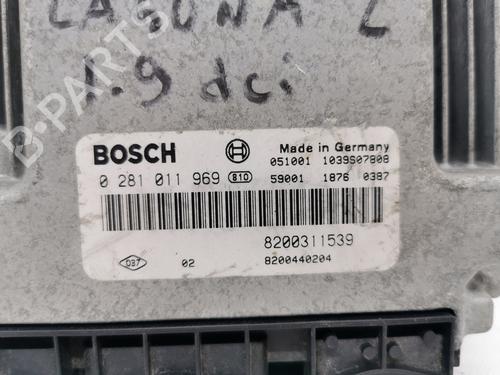 LAGUNA 2
1.9 dci
BOSCH
Made in Germany
051001 1039S07808
0 281 011 969 810 59001 1876 0387
8200311539
037 02 8200440204
B-PARTS